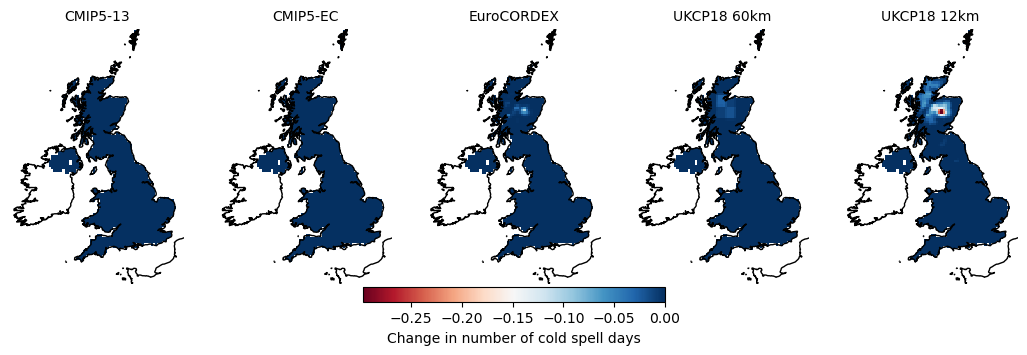 CMIP5-13 CMIP5-EC EuroCORDEX UKCP18 60km UKCP18 12km
−0.25 −0.20 −0.15 −0.10 −0.05 0.00
Change in number of cold spell days